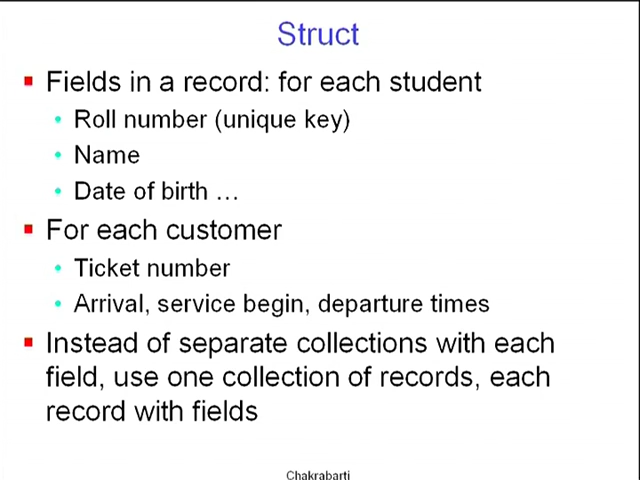 Struct
Fields in a record: for each student
Roll number (unique key)
Name
Date of birth …
For each customer
Ticket number
Arrival, service begin, departure times
Instead of separate collections with each
field, use one collection of records, each
record with fields
Chakrabarti